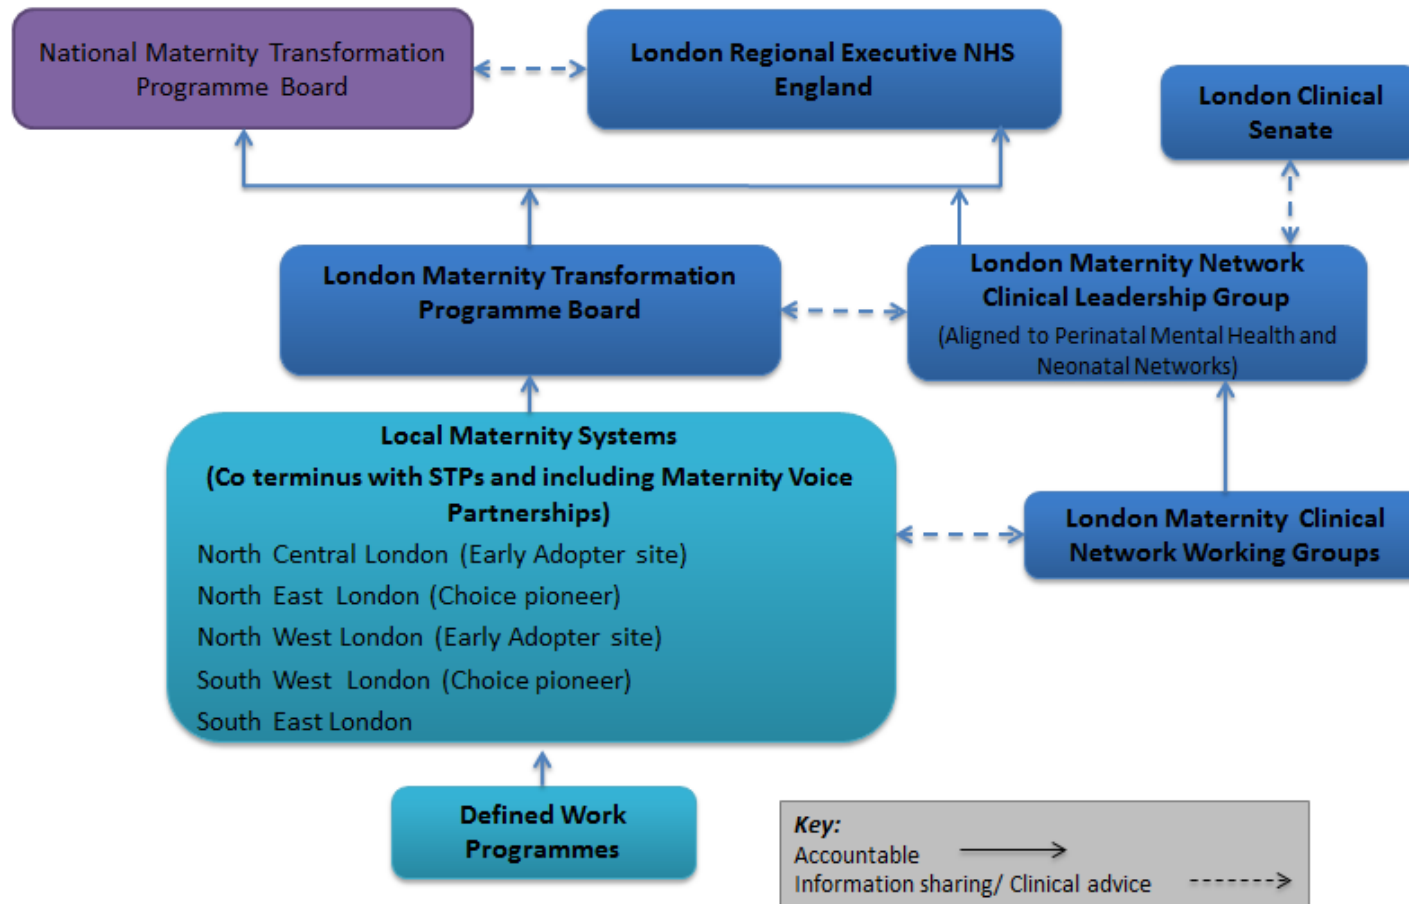 National Maternity Transformation
Programme Board
London Regional Executive NHS
England
London Clinical
Senate
London Maternity Transformation
Programme Board
London Maternity Network
Clinical Leadership Group
(Aligned to Perinatal Mental Health and
Neonatal Networks)
Local Maternity Systems
(Co terminus with STPs and including Maternity Voice
Partnerships)
North Central London (Early Adopter site)
North East London (Choice pioneer)
North West London (Early Adopter site)
South West London (Choice pioneer)
South East London
London Maternity Clinical
Network Working Groups
Defined Work
Programmes
Key:
Accountable
Information sharing/ Clinical advice